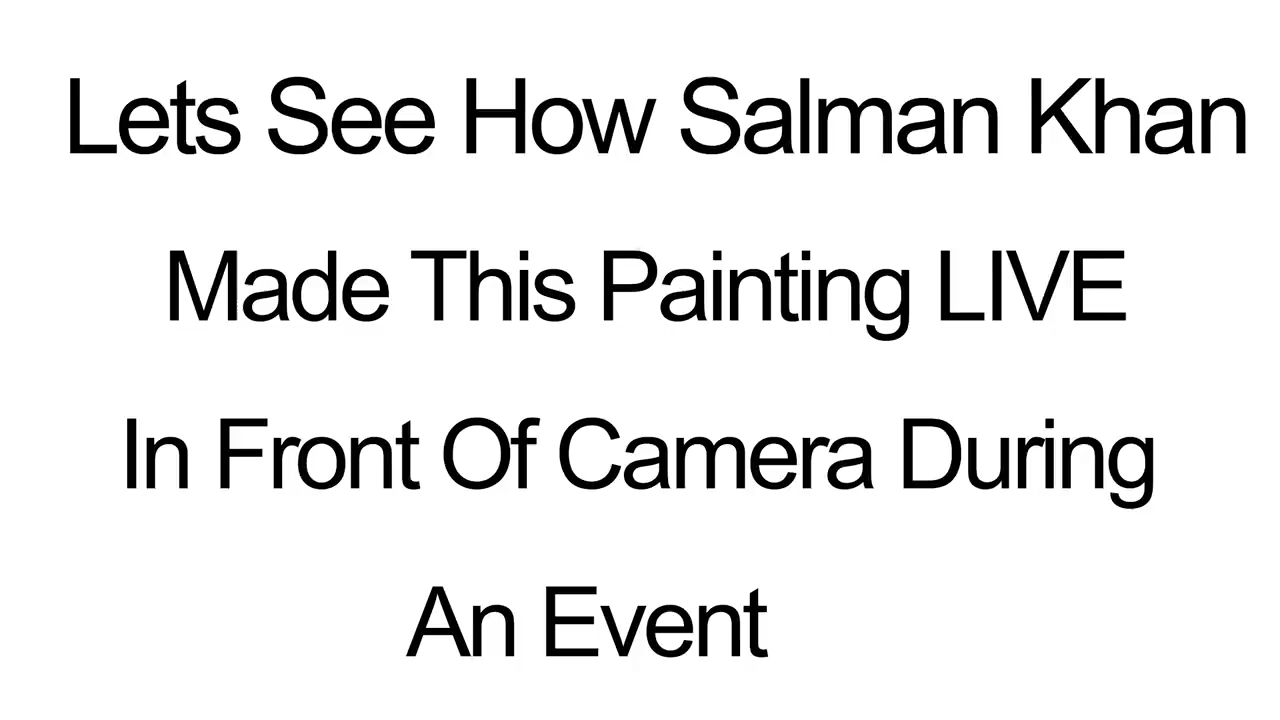 Lets See How Salman Khan
Made This Painting LIVE
In Front Of Camera During
An Event